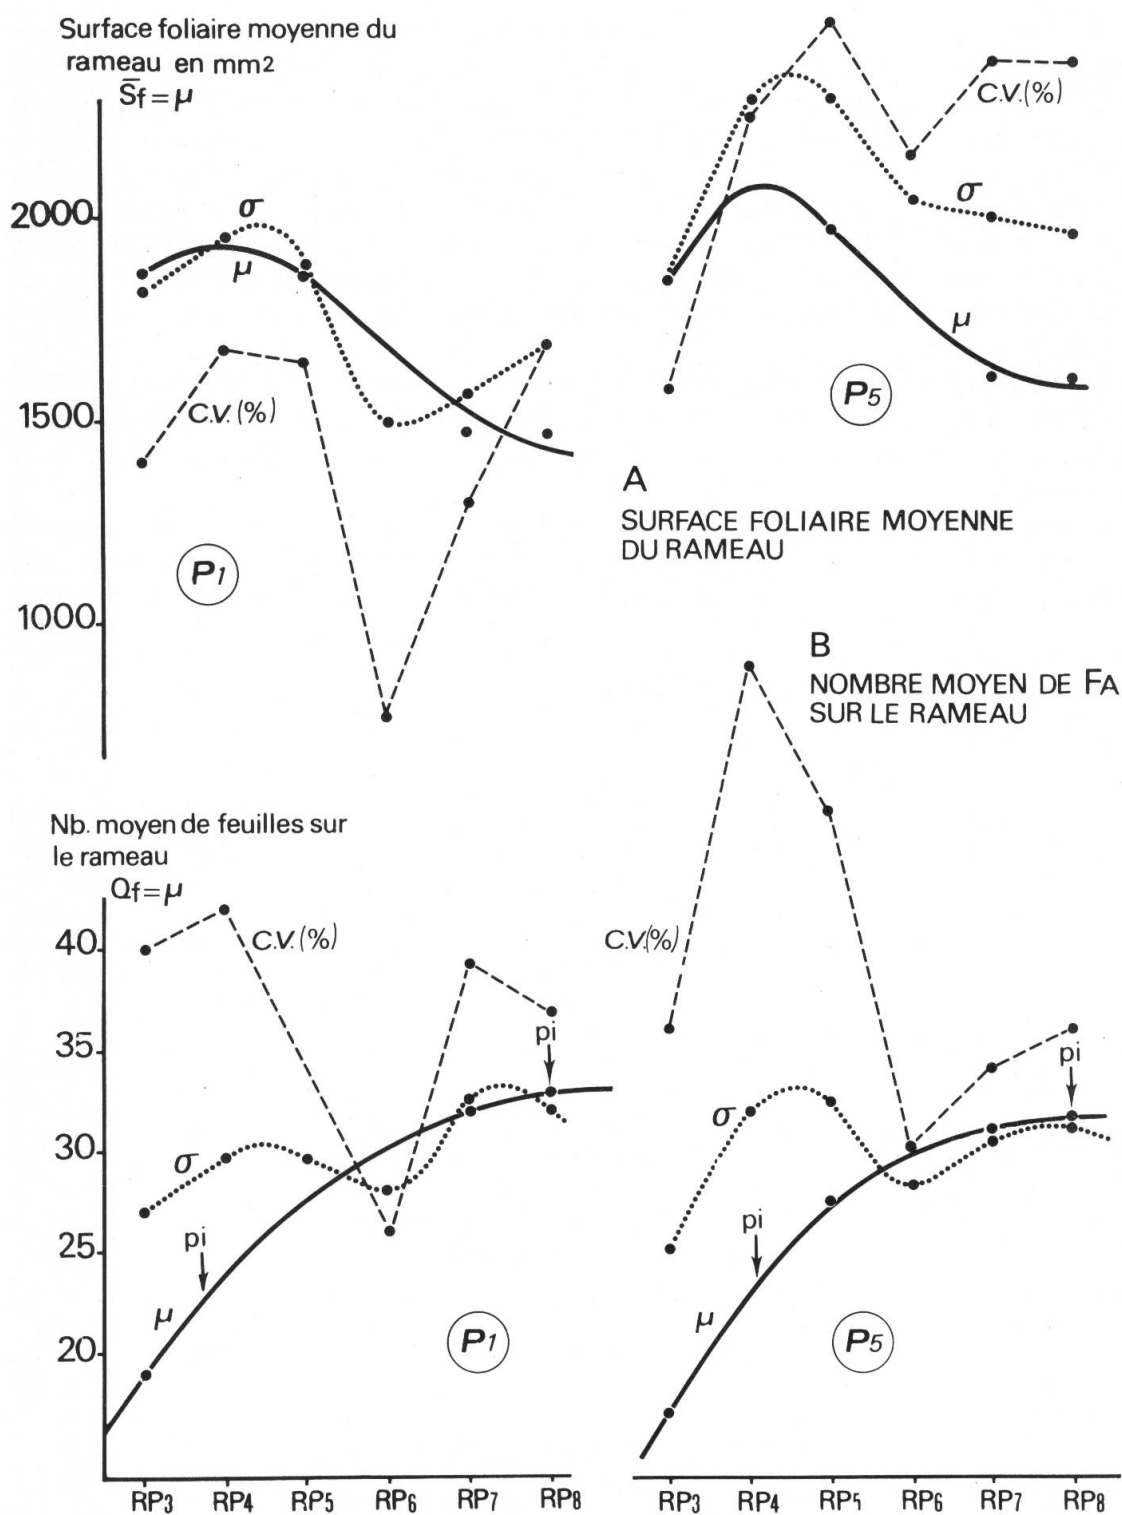 Surface foliaire moyenne du
rameau en mm2
S̄f = μ
2000
1500
1000
σ
μ
C.V.(%)
P1
C.V.(%)
σ
μ
P5
A
SURFACE FOLIAIRE MOYENNE
DU RAMEAU
B
NOMBRE MOYEN DE FA
SUR LE RAMEAU
Nb. moyen de feuilles sur
le rameau
Qf = μ
40
35
30
25
20
C.V.(%)
pi
σ
pi
μ
P1
RP3 RP4 RP5 RP6 RP7 RP8
C.V.(%)
pi
σ
pi
μ
P5
RP3 RP4 RP5 RP6 RP7 RP8